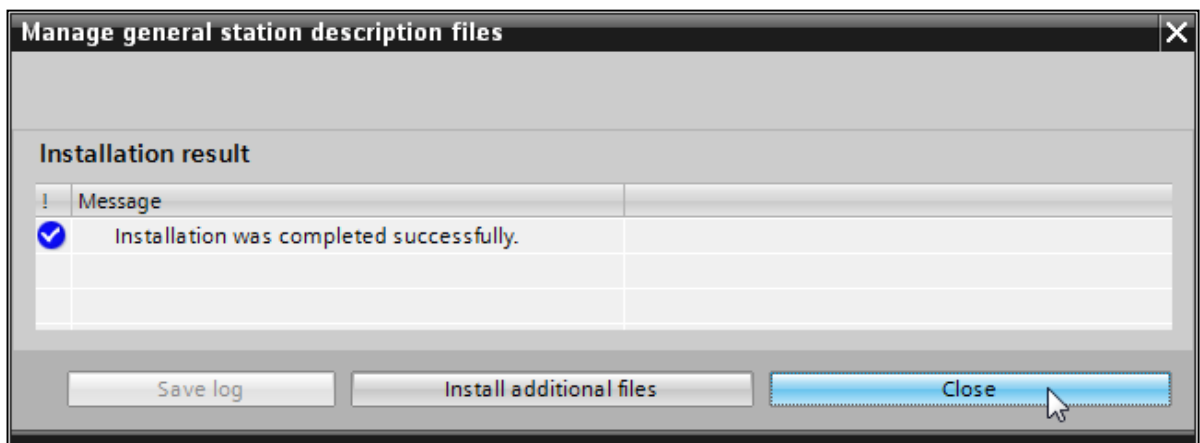 Manage general station description files
Installation result
! Message
Installation was completed successfully.
Save log Install additional files Close